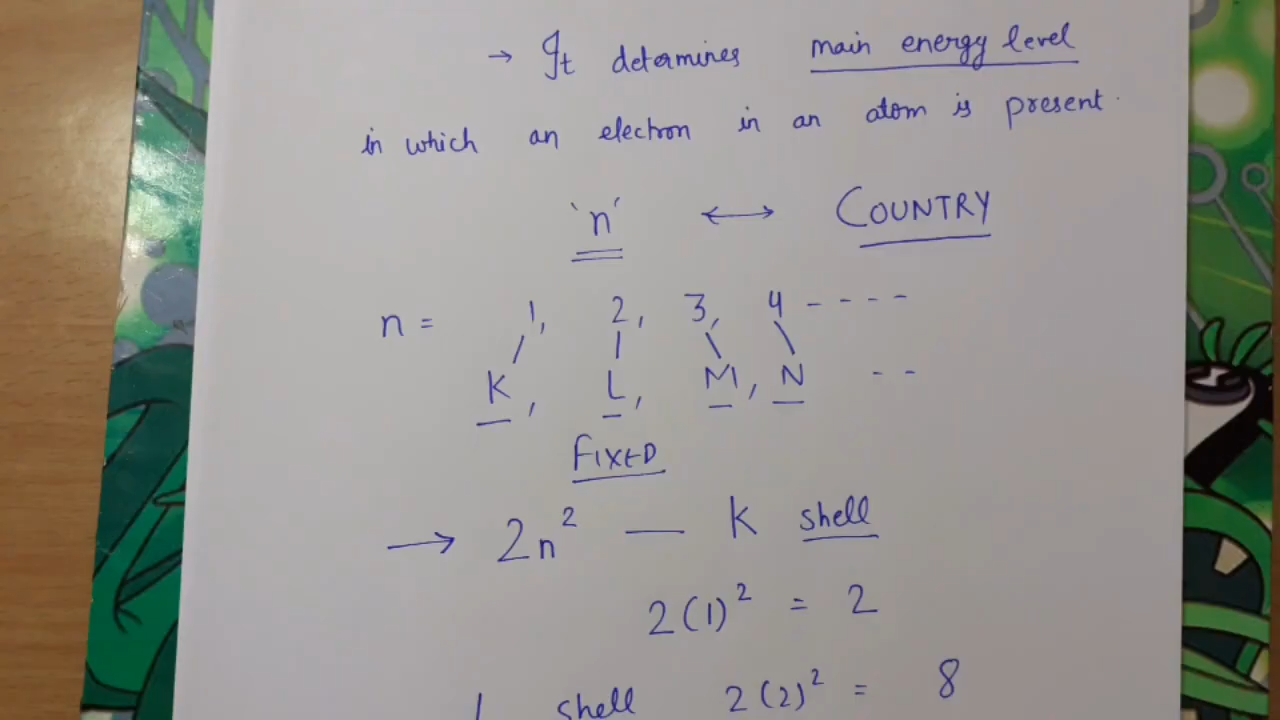 → It determines main energy level
in which an electron in an atom is present.
'n' ↔ COUNTRY
n = 1, 2, 3, 4 ----
K, L, M, N --
FIXED
→ 2n² — K shell
2(1)² = 2
L shell 2(2)² = 8